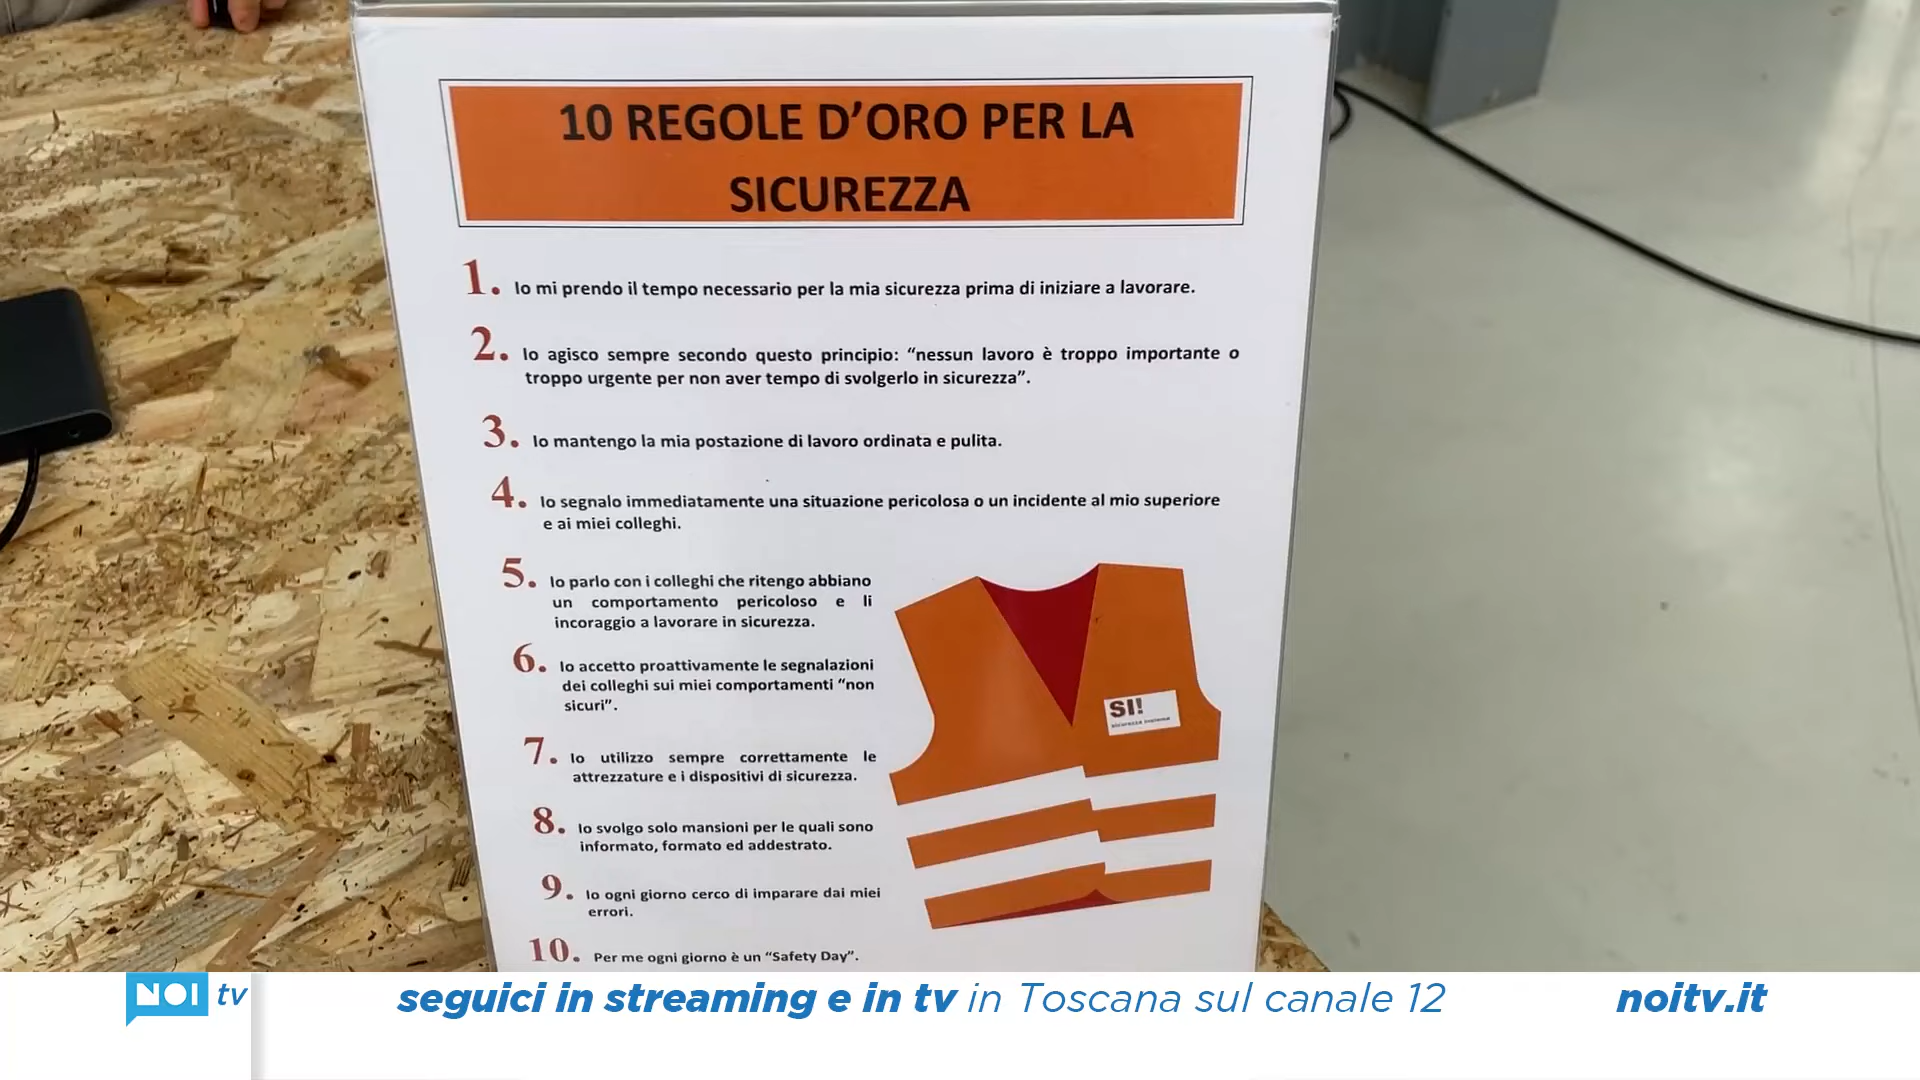 10 REGOLE D’ORO PER LA
SICUREZZA
1. Io mi prendo il tempo necessario per la mia sicurezza prima di iniziare a lavorare.
2. Io agisco sempre secondo questo principio: “nessun lavoro è troppo importante o
troppo urgente per non aver tempo di svolgerlo in sicurezza”.
3. Io mantengo la mia postazione di lavoro ordinata e pulita.
4. Io segnalo immediatamente una situazione pericolosa o un incidente al mio superiore
e ai miei colleghi.
5. Io parlo con i colleghi che ritengo abbiano
un comportamento pericoloso e li
incoraggio a lavorare in sicurezza.
6. Io accetto proattivamente le segnalazioni
dei colleghi sui miei comportamenti “non
sicuri”.
7. Io utilizzo sempre correttamente le
attrezzature e i dispositivi di sicurezza.
8. Io svolgo solo mansioni per le quali sono
informato, formato ed addestrato.
9. Io ogni giorno cerco di imparare dai miei
errori.
10. Per me ogni giorno è un “Safety Day”.
SI!
sicurezza insieme
NOI tv
seguici in streaming e in tv in Toscana sul canale 12
noitv.it